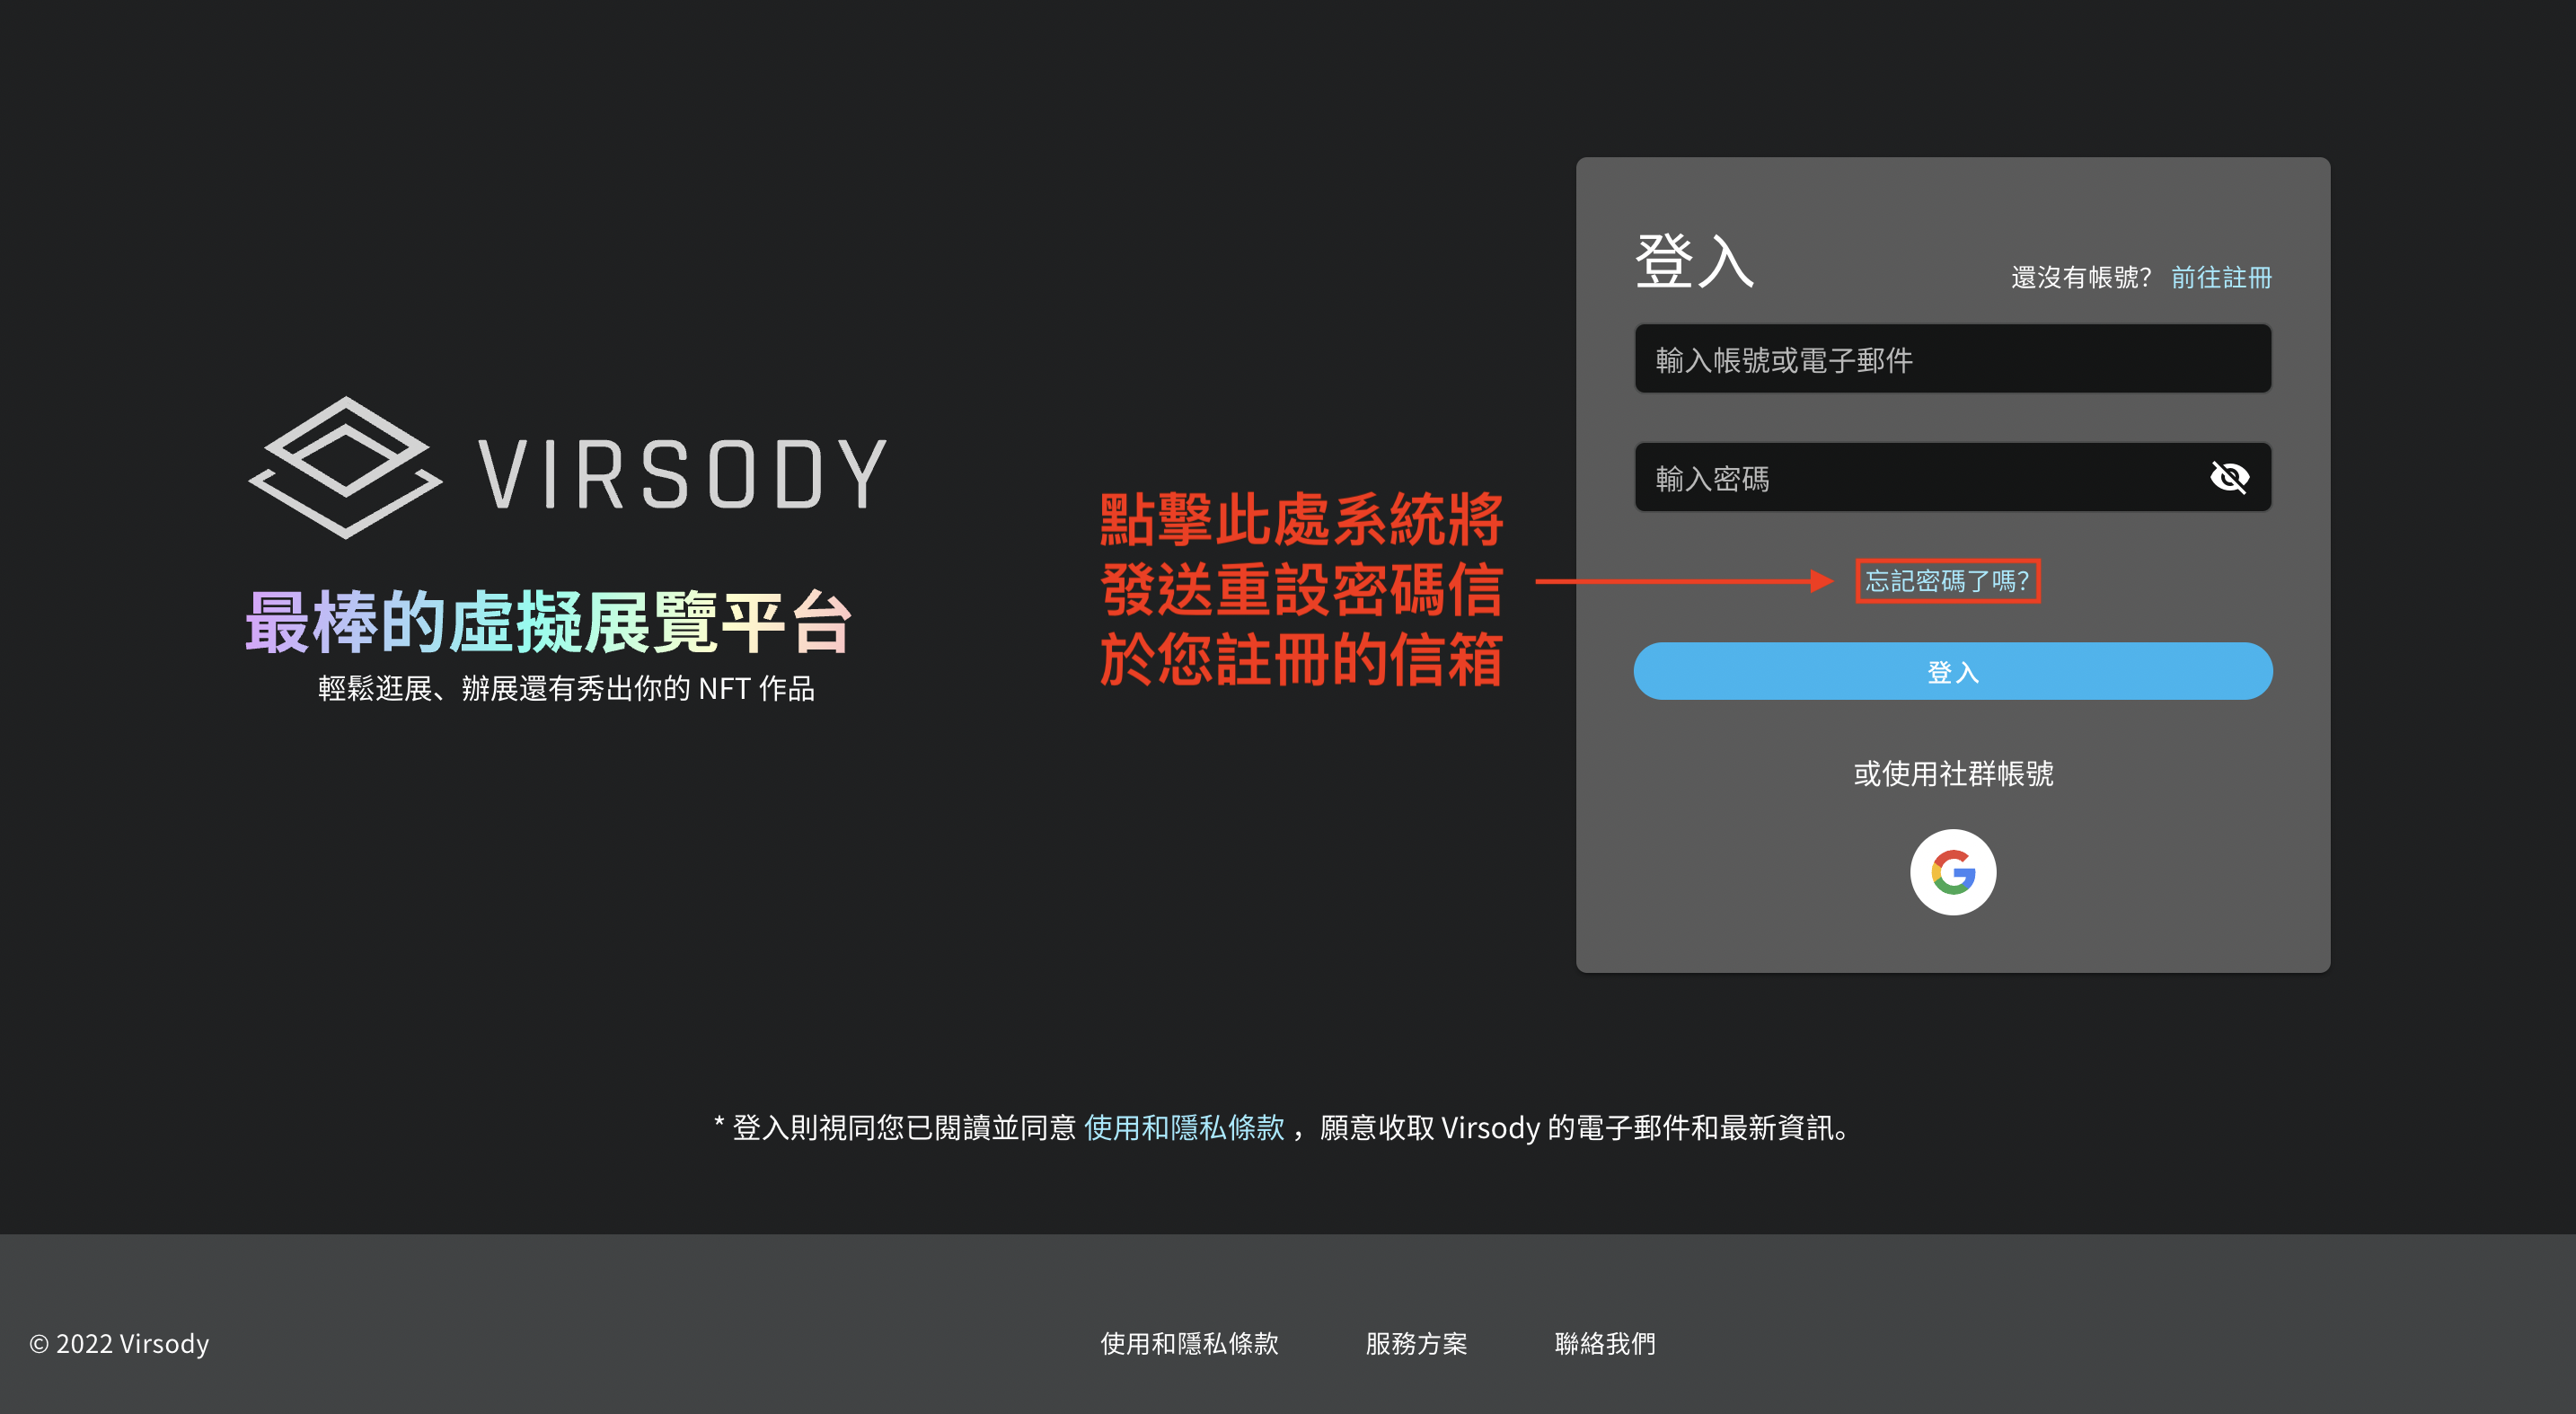 VIRSODY
最棒的虛擬展覽平台
輕鬆逛展、辦展還有秀出你的 NFT 作品
點擊此處系統將
發送重設密碼信
於您註冊的信箱
登入
還沒有帳號? 前往註冊
輸入帳號或電子郵件
輸入密碼
忘記密碼了嗎?
登入
或使用社群帳號
* 登入則視同您已閱讀並同意 使用和隱私條款 ，願意收取 Virsody 的電子郵件和最新資訊。
© 2022 Virsody
使用和隱私條款
服務方案
聯絡我們